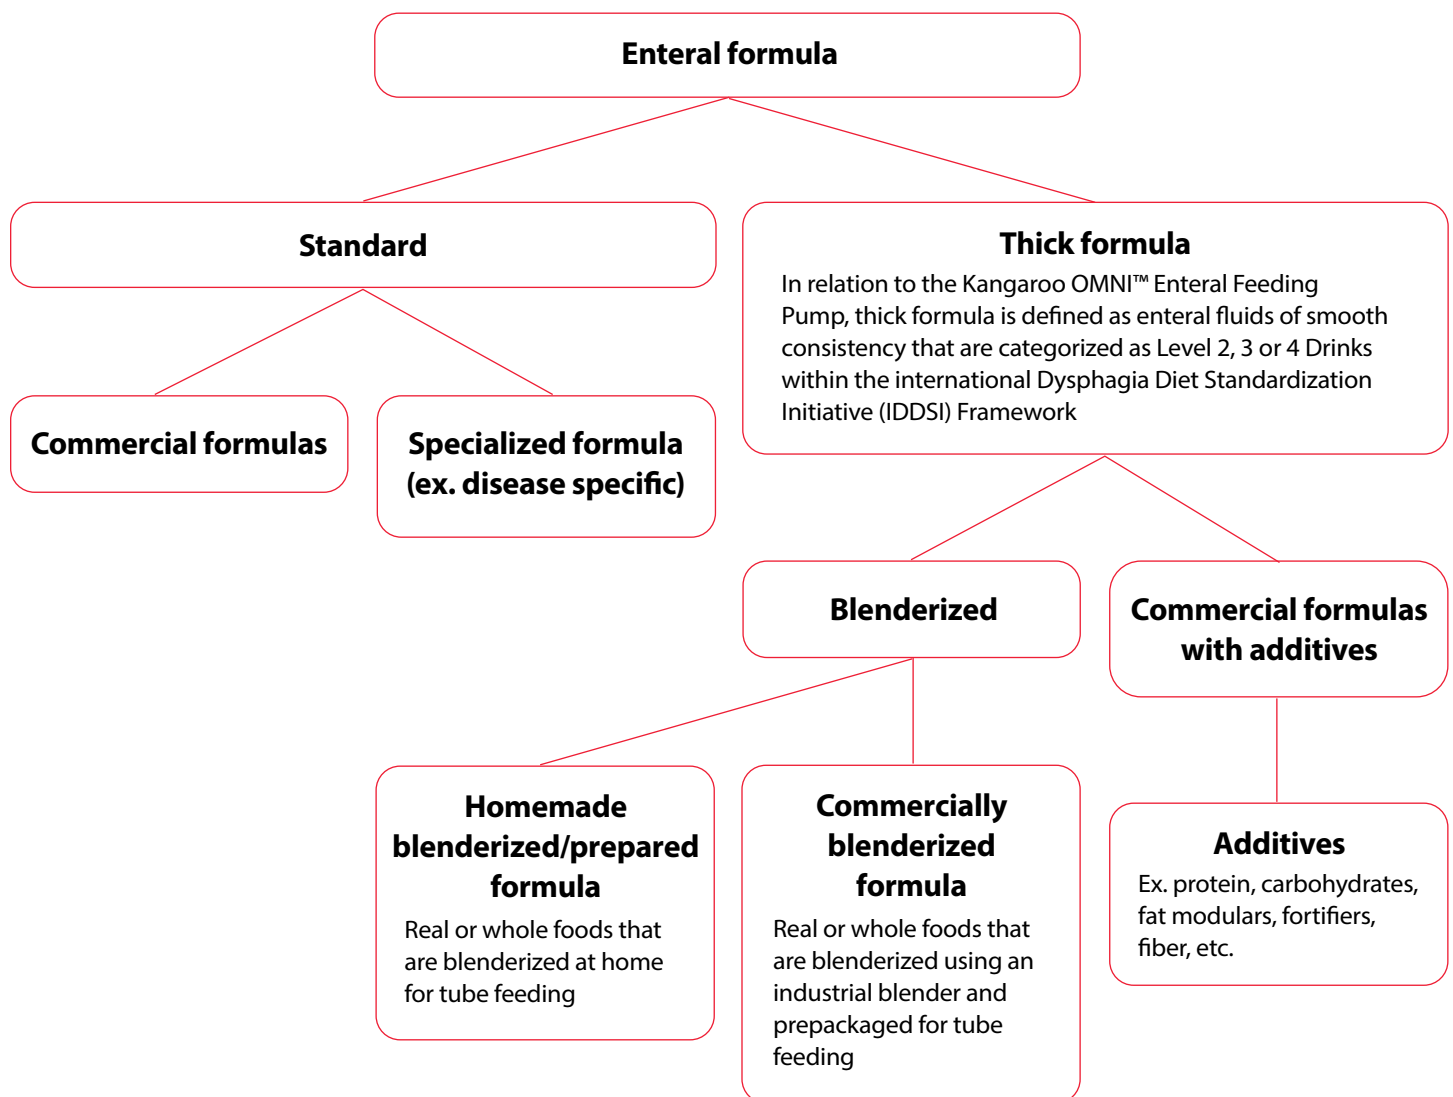 Enteral formula
Standard
Thick formula
In relation to the Kangaroo OMNI™ Enteral Feeding
Pump, thick formula is defined as enteral fluids of smooth
consistency that are categorized as Level 2, 3 or 4 Drinks
within the international Dysphagia Diet Standardization
Initiative (IDDSI) Framework
Commercial formulas
Specialized formula
(ex. disease specific)
Blenderized
Commercial formulas
with additives
Homemade
blenderized/prepared
formula
Real or whole foods that
are blenderized at home
for tube feeding
Commercially
blenderized
formula
Real or whole foods that
are blenderized using an
industrial blender and
prepackaged for tube
feeding
Additives
Ex. protein, carbohydrates,
fat modulars, fortifiers,
fiber, etc.